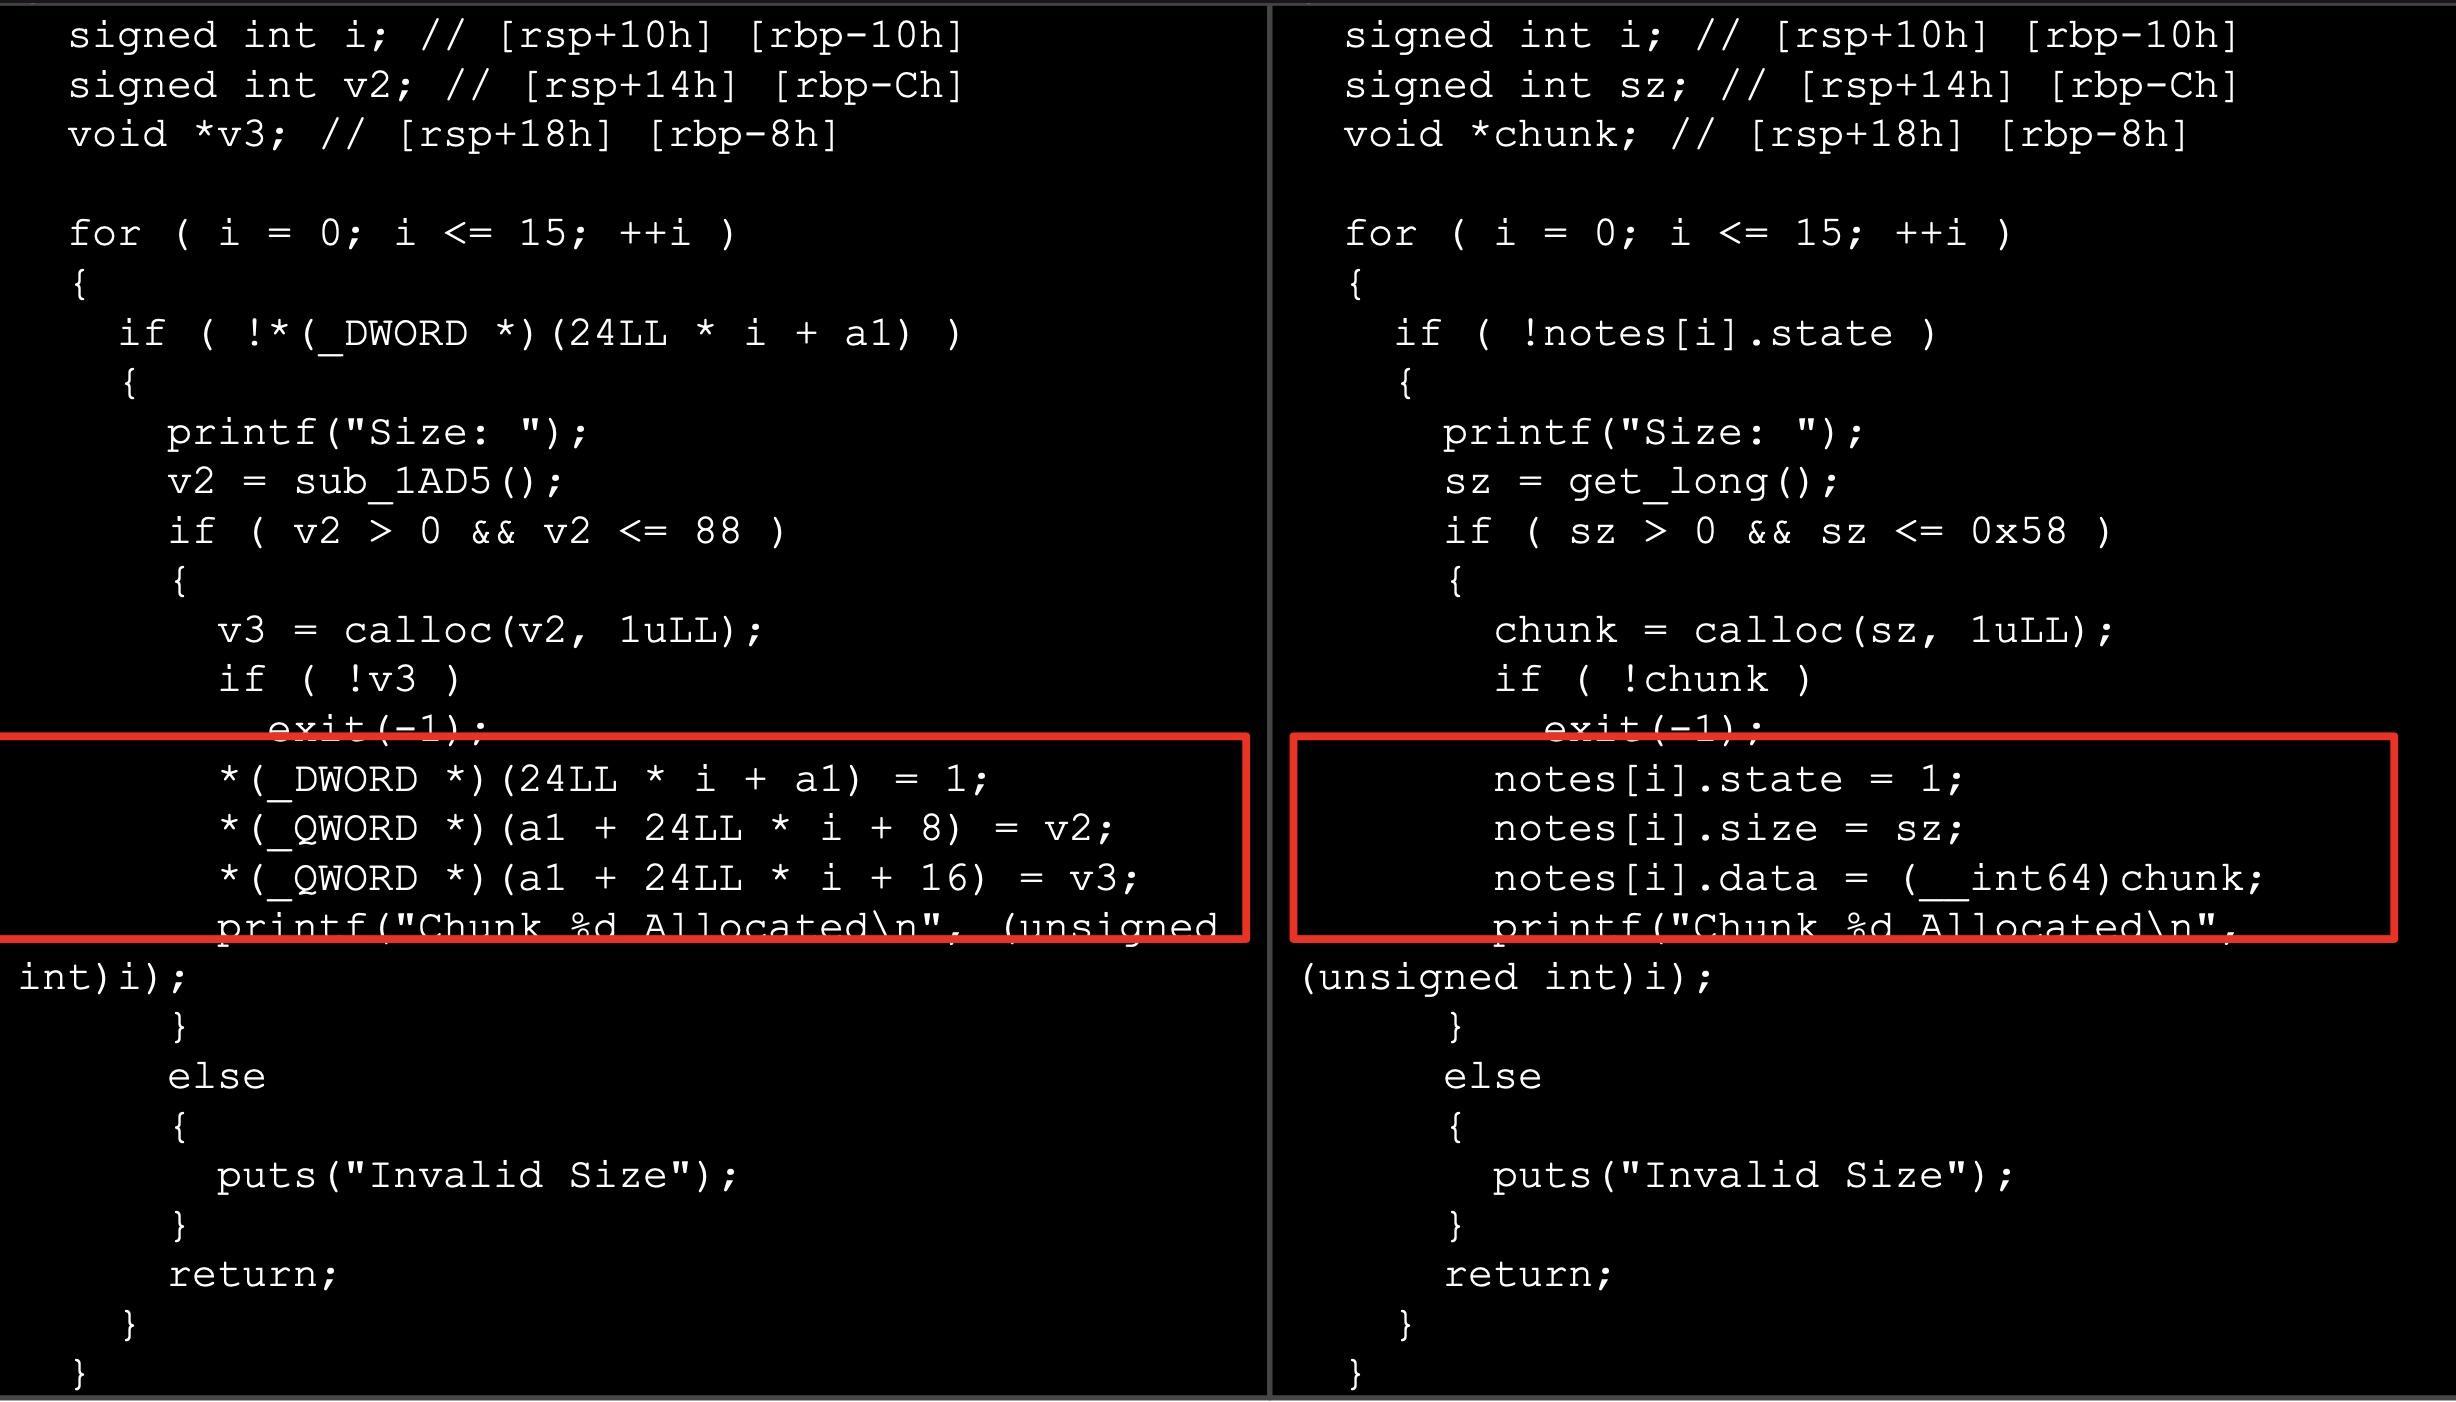 signed int i; // [rsp+10h] [rbp-10h]
signed int v2; // [rsp+14h] [rbp-Ch]
void *v3; // [rsp+18h] [rbp-8h]
for ( i = 0; i <= 15; ++i )
{
if ( !*(_DWORD *)(24LL * i + a1) )
{
printf("Size: ");
v2 = sub_1AD5();
if ( v2 > 0 && v2 <= 88 )
{
v3 = calloc(v2, 1uLL);
if ( !v3 )
exit(-1);
*(_DWORD *)(24LL * i + a1) = 1;
*(_QWORD *)(a1 + 24LL * i + 8) = v2;
*(_QWORD *)(a1 + 24LL * i + 16) = v3;
printf("Chunk %d Allocated\n", (unsigned
int)i);
}
else
{
puts("Invalid Size");
}
return;
}
}
signed int i; // [rsp+10h] [rbp-10h]
signed int sz; // [rsp+14h] [rbp-Ch]
void *chunk; // [rsp+18h] [rbp-8h]
for ( i = 0; i <= 15; ++i )
{
if ( !notes[i].state )
{
printf("Size: ");
sz = get_long();
if ( sz > 0 && sz <= 0x58 )
{
chunk = calloc(sz, 1uLL);
if ( !chunk )
exit(-1);
notes[i].state = 1;
notes[i].size = sz;
notes[i].data = (__int64)chunk;
printf("Chunk %d Allocated\n",
(unsigned int)i);
}
else
{
puts("Invalid Size");
}
return;
}
}